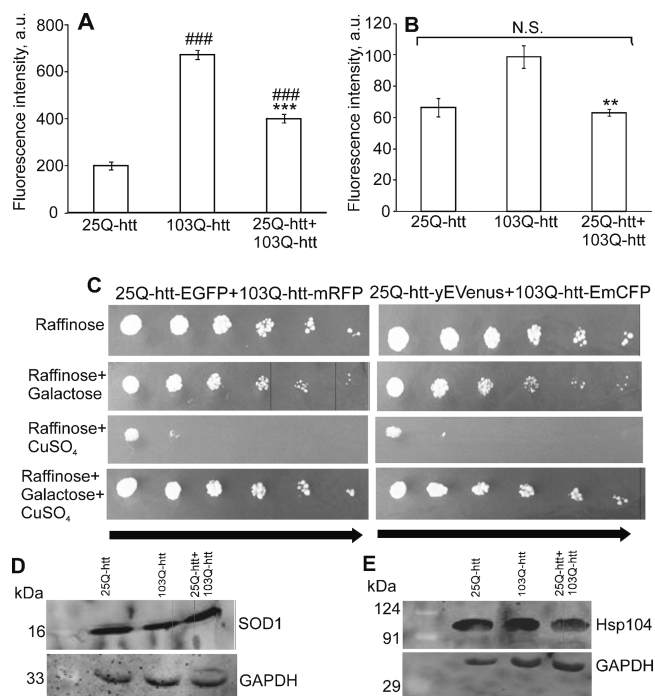 A
Fluorescence intensity, a.u.
800
600
400
200
0
###
###
***
25Q-htt
103Q-htt
25Q-htt+
103Q-htt
B
Fluorescence intensity, a.u.
120
100
80
60
40
20
0
N.S.
**
25Q-htt
103Q-htt
25Q-htt+
103Q-htt
C
25Q-htt-EGFP+103Q-htt-mRFP
25Q-htt-yEVenus+103Q-htt-EmCFP
Raffinose
Raffinose+
Galactose
Raffinose+
CuSO₄
Raffinose+
Galactose+
CuSO₄
D
kDa
25Q-htt
103Q-htt
25Q-htt+
103Q-htt
16
SOD1
33
GAPDH
E
kDa
25Q-htt
103Q-htt
25Q-htt+
103Q-htt
124
91
Hsp104
29
GAPDH